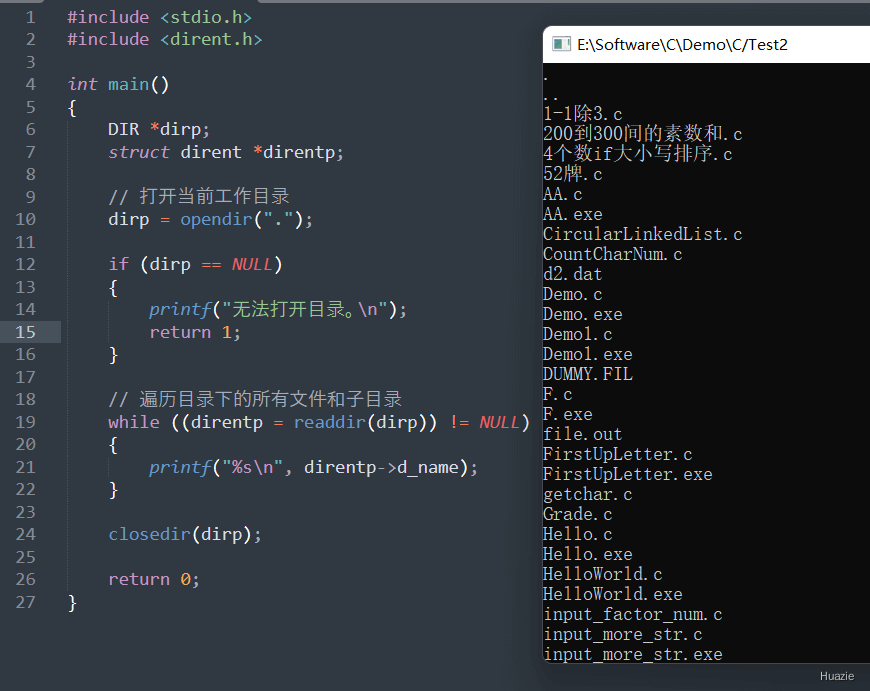 1 #include <stdio.h>
2 #include <dirent.h>
3
4 int main()
5 {
6 DIR *dirp;
7 struct dirent *direntp;
8
9 // 打开当前工作目录
10 dirp = opendir(".");
11
12 if (dirp == NULL)
13 {
14 printf("无法打开目录。\n");
15 return 1;
16 }
17
18 // 遍历目录下的所有文件和子目录
19 while ((direntp = readdir(dirp)) != NULL)
20 {
21 printf("%s\n", direntp->d_name);
22 }
23
24 closedir(dirp);
25
26 return 0;
27 }
E:\Software\C\Demo\C/Test2
.
..
1-1除3.c
200到300间的素数和.c
4个数if大小写排序.c
52牌.c
AA.c
AA.exe
CircularLinkedList.c
CountCharNum.c
d2.dat
Demo.c
Demo.exe
Demo1.c
Demo1.exe
DUMMY.FIL
F.c
F.exe
file.out
FirstUpLetter.c
FirstUpLetter.exe
getchar.c
Grade.c
Hello.c
Hello.exe
HelloWorld.c
HelloWorld.exe
input_factor_num.c
input_more_str.c
input_more_str.exe
Huazie